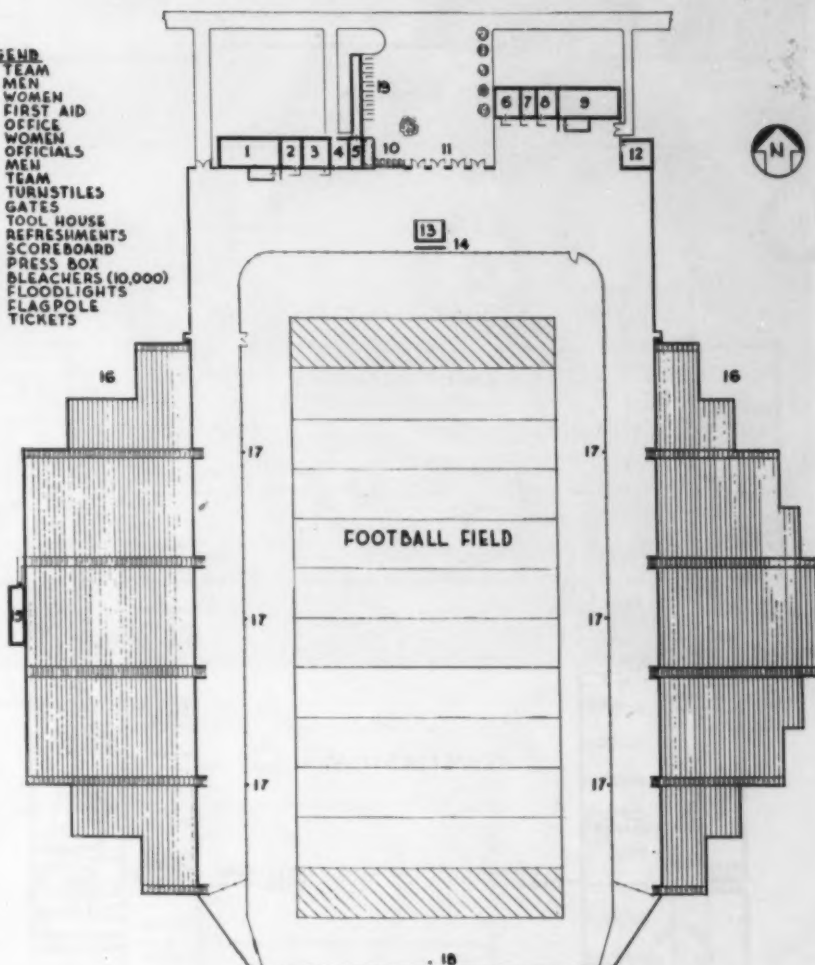 GEND
TEAM
MEN
WOMEN
FIRST AID
OFFICE
WOMEN
OFFICIALS
MEN
TEAM
TURNSTILES
GATES
TOOL HOUSE
REFRESHMENTS
SCOREBOARD
PRESS BOX
BLEACHERS (10,000)
FLOODLIGHTS
FLAGPOLE
TICKETS
19
6 7 8 9
1 2 3 4 5 10 11 12
N
13
14
16 16
17 17
FOOTBALL FIELD
15
17 17
17 17
18